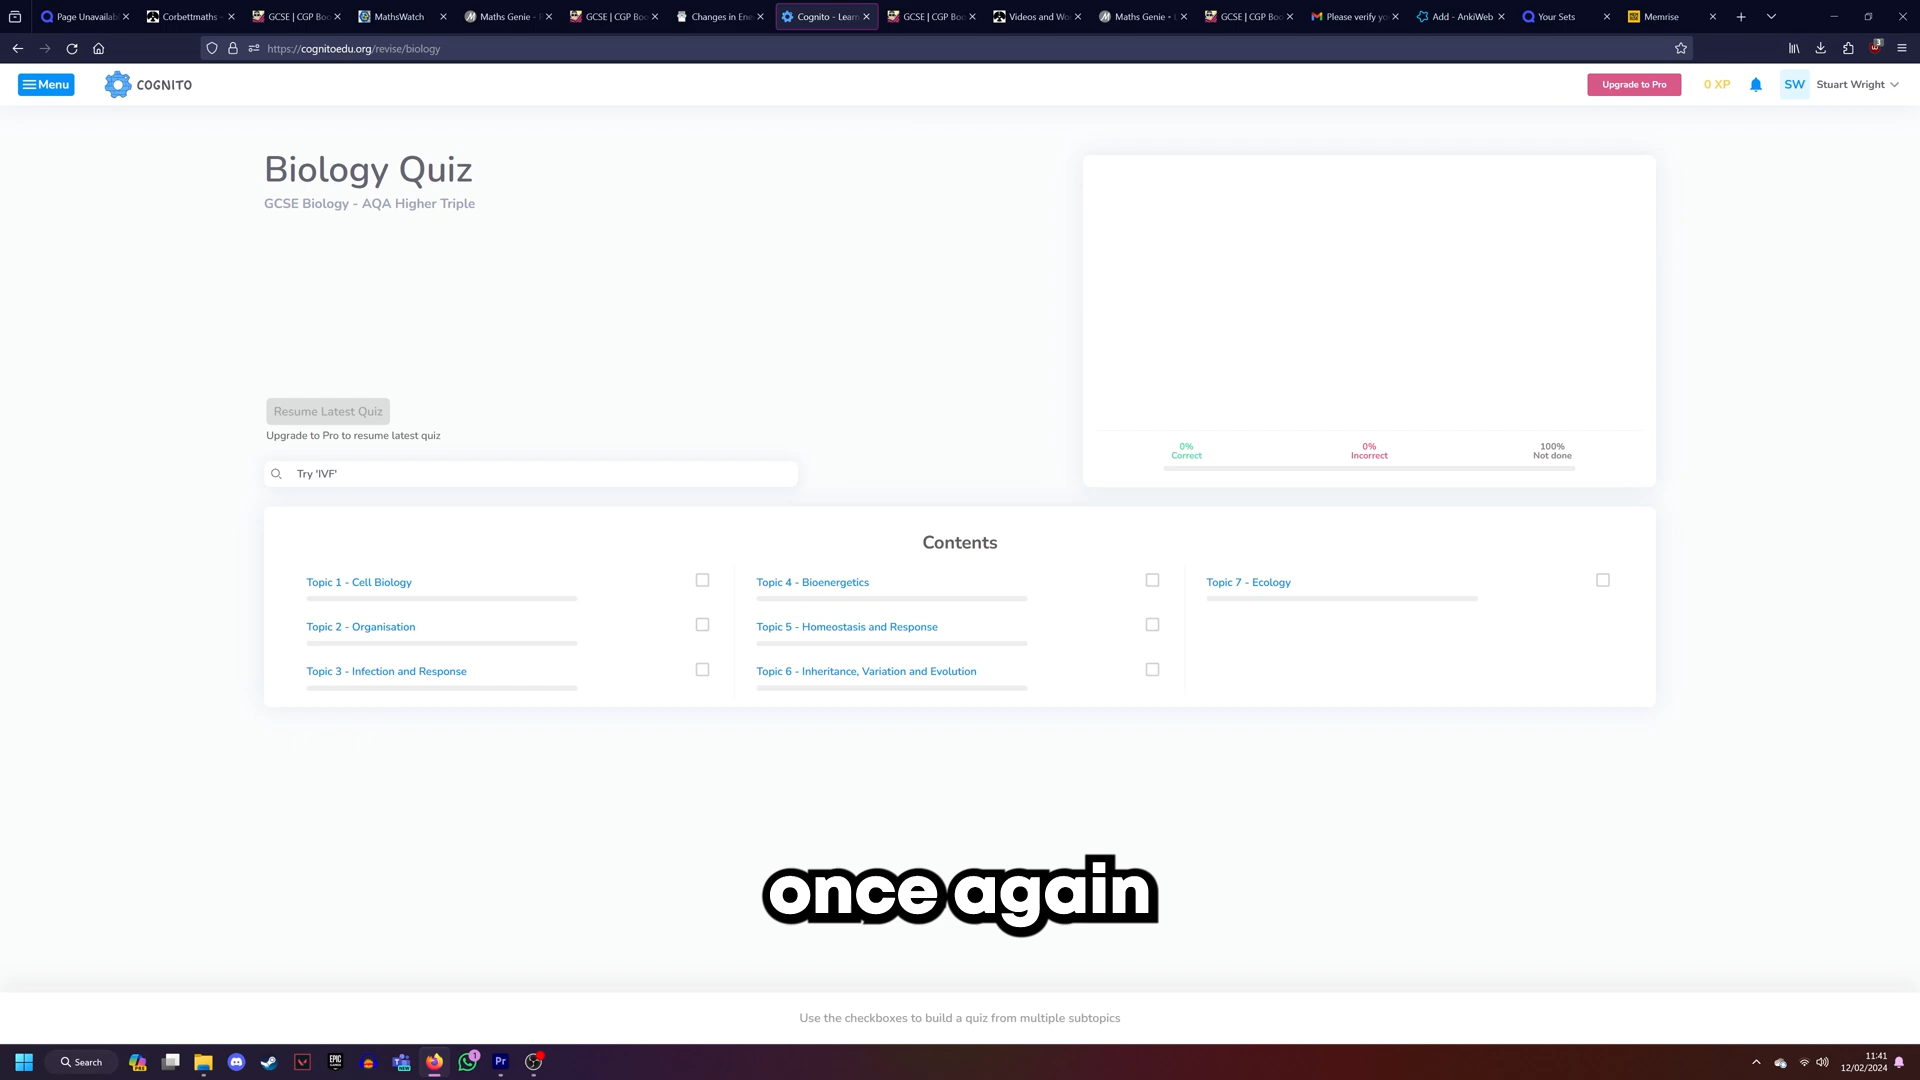 Page Unavailabl
Corbettmaths -
GCSE | CGP Boo
MathsWatch
Maths Genie - F
GCSE | CGP Boo
Changes in Ene
Cognito - Learn
GCSE | CGP Boo
Videos and Wo
Maths Genie •
GCSE | CGP Boo
Please verify yo
Add - AnkiWeb
Your Sets
Memrise
https://cognitoedu.org/revise/biology
3
Menu
COGNITO
Upgrade to Pro
0 XP
SW
Stuart Wright
Biology Quiz
GCSE Biology - AQA Higher Triple
Resume Latest Quiz
Upgrade to Pro to resume latest quiz
Try 'IVF'
0%
Correct
0%
Incorrect
100%
Not done
Contents
Topic 1 - Cell Biology
Topic 2 - Organisation
Topic 3 - Infection and Response
Topic 4 - Bioenergetics
Topic 5 - Homeostasis and Response
Topic 6 - Inheritance, Variation and Evolution
Topic 7 - Ecology
once again
Use the checkboxes to build a quiz from multiple subtopics
Search
EPIC
1
Pr
11:41
12/02/2024